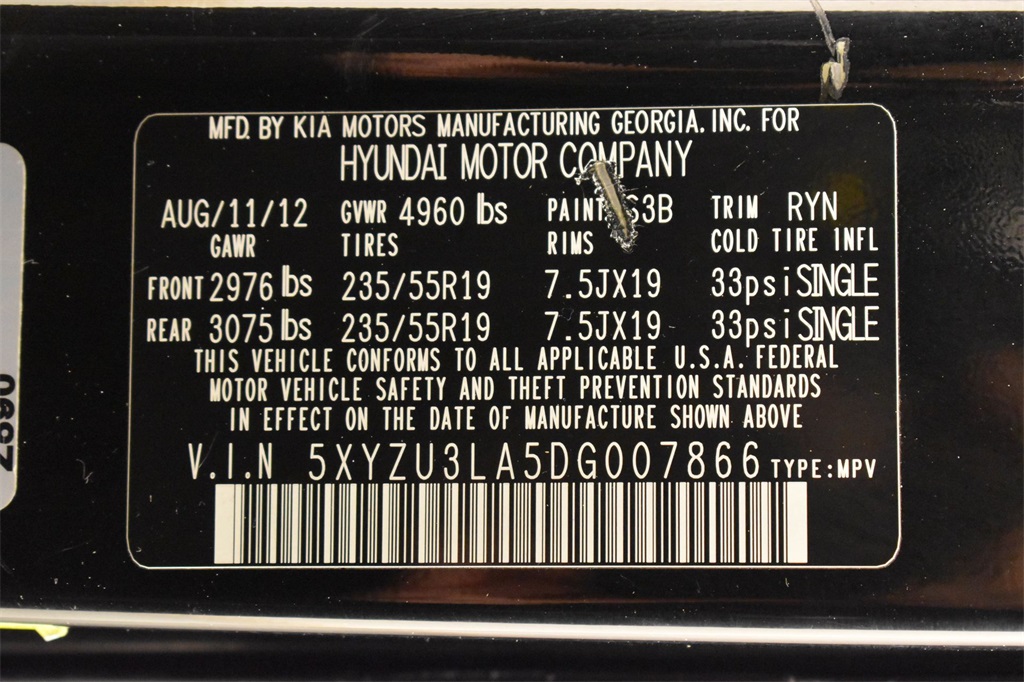 MFD. BY KIA MOTORS MANUFACTURING GEORGIA. INC. FOR
HYUNDAI MOTOR COMPANY
AUG/11/12 GVWR 4960 lbs PAINT S3B TRIM RYN
GAWR TIRES RIMS COLD TIRE INFL
FRONT 2976 lbs 235/55R19 7.5JX19 33psi SINGLE
REAR 3075 lbs 235/55R19 7.5JX19 33psi SINGLE
THIS VEHICLE CONFORMS TO ALL APPLICABLE U.S.A. FEDERAL
MOTOR VEHICLE SAFETY AND THEFT PREVENTION STANDARDS
IN EFFECT ON THE DATE OF MANUFACTURE SHOWN ABOVE
V.I.N 5XYZU3LA5DG007866 TYPE:MPV